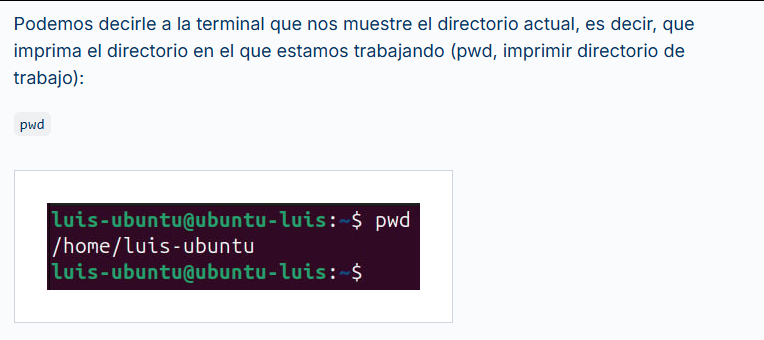 Podemos decirle a la terminal que nos muestre el directorio actual, es decir, que
imprima el directorio en el que estamos trabajando (pwd, imprimir directorio de
trabajo):
pwd
luis-ubuntu@ubuntu-luis:~$ pwd
/home/luis-ubuntu
luis-ubuntu@ubuntu-luis:~$